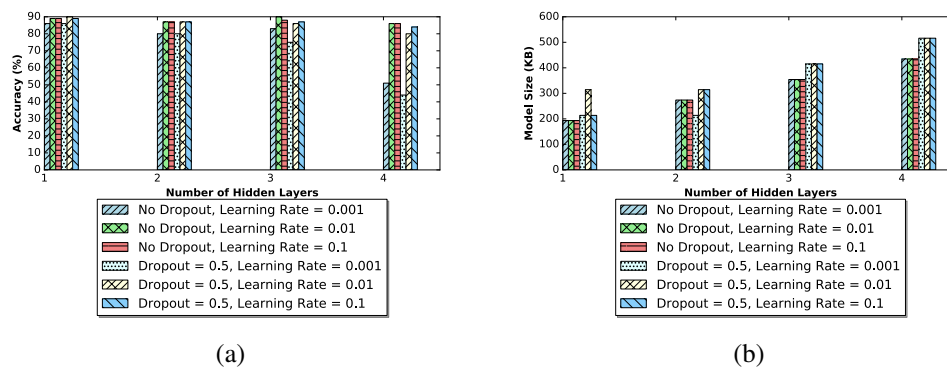 Accuracy (%)
90
80
70
60
50
40
30
20
10
0
1 2 3 4
Number of Hidden Layers
No Dropout, Learning Rate = 0.001
No Dropout, Learning Rate = 0.01
No Dropout, Learning Rate = 0.1
Dropout = 0.5, Learning Rate = 0.001
Dropout = 0.5, Learning Rate = 0.01
Dropout = 0.5, Learning Rate = 0.1
(a)
Model Size (KB)
600
500
400
300
200
100
0
1 2 3 4
Number of Hidden Layers
No Dropout, Learning Rate = 0.001
No Dropout, Learning Rate = 0.01
No Dropout, Learning Rate = 0.1
Dropout = 0.5, Learning Rate = 0.001
Dropout = 0.5, Learning Rate = 0.01
Dropout = 0.5, Learning Rate = 0.1
(b)